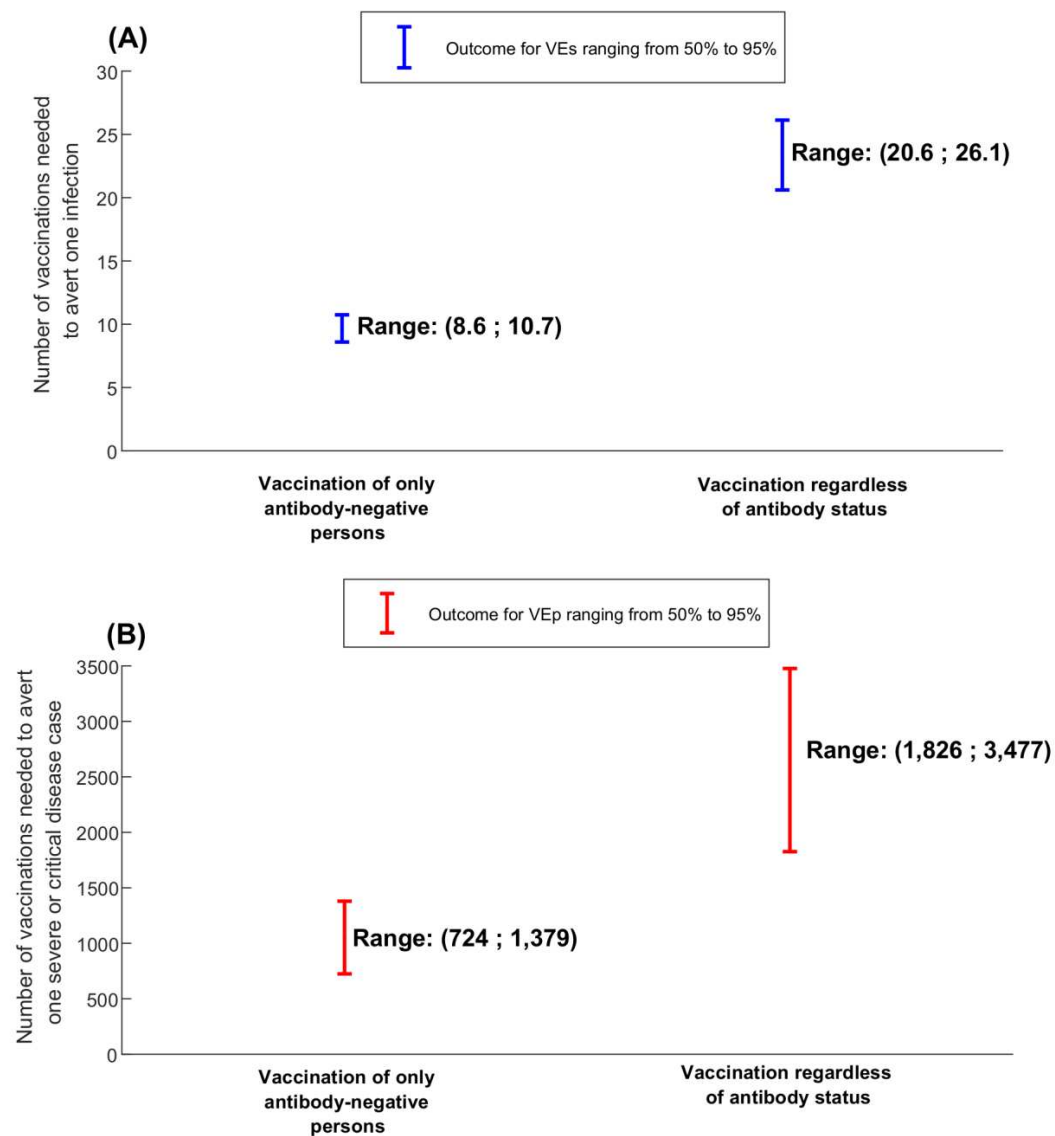 (A)
Outcome for VEs ranging from 50% to 95%
Number of vaccinations needed
to avert one infection
30
25
20
15
10
5
0
Range: (8.6 ; 10.7)
Range: (20.6 ; 26.1)
Vaccination of only
antibody-negative
persons
Vaccination regardless
of antibody status
(B)
Outcome for VEp ranging from 50% to 95%
Number of vaccinations needed to avert
one severe or critical disease case
3500
3000
2500
2000
1500
1000
500
0
Range: (724 ; 1,379)
Range: (1,826 ; 3,477)
Vaccination of only
antibody-negative
persons
Vaccination regardless
of antibody status